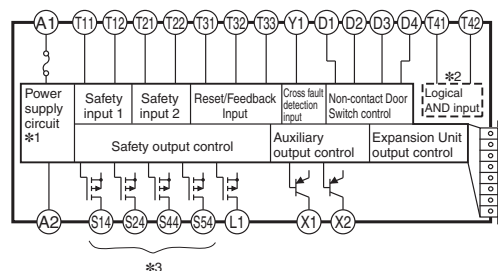 A1 T11 T12 T21 T22 T31 T32 T33 Y1 D1 D2 D3 D4 T41 T42
*2
Power supply circuit *1
Safety input 1
Safety input 2
Reset/Feedback Input
Cross fault detection input
Non-contact Door Switch control
Logical AND input
Safety output control
Auxiliary output control
Expansion Unit output control
A2 S14 S24 S44 S54 L1 X1 X2
*3